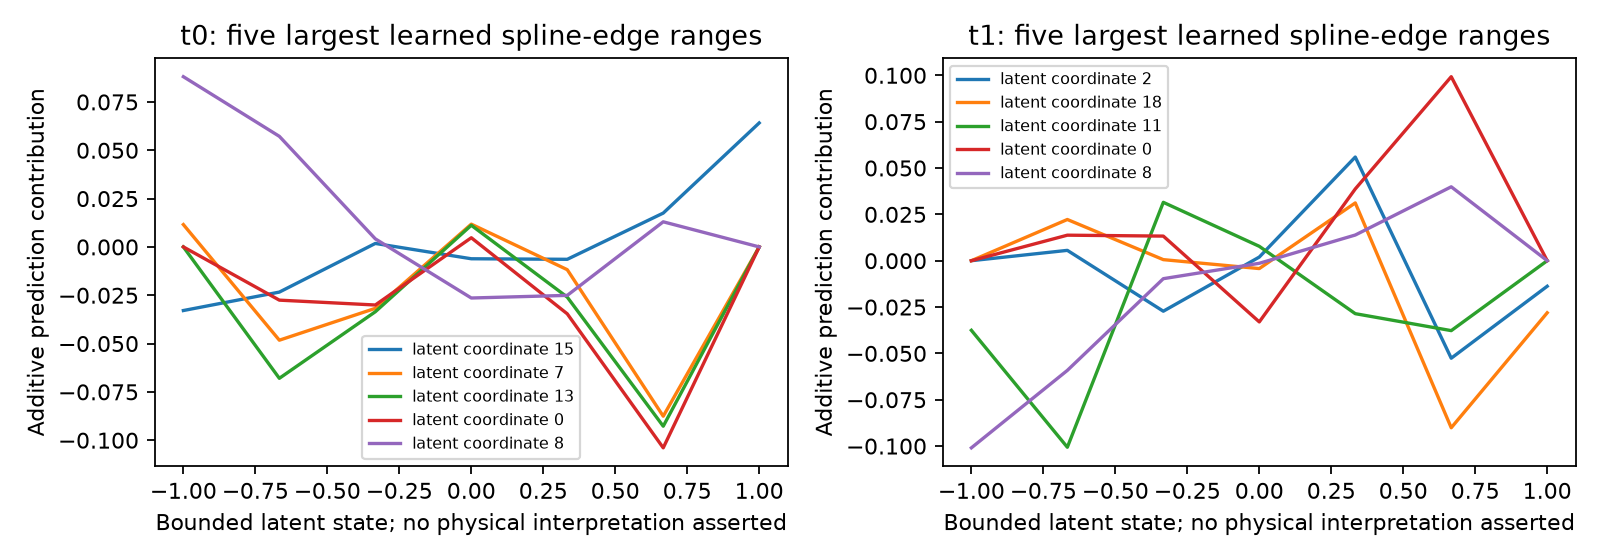 t0: five largest learned spline-edge ranges
Additive prediction contribution
0.075
0.050
0.025
0.000
−0.025
−0.050
−0.075
−0.100
latent coordinate 15
latent coordinate 7
latent coordinate 13
latent coordinate 0
latent coordinate 8
−1.00 −0.75 −0.50 −0.25 0.00 0.25 0.50 0.75 1.00
Bounded latent state; no physical interpretation asserted
t1: five largest learned spline-edge ranges
Additive prediction contribution
0.100
0.075
0.050
0.025
0.000
−0.025
−0.050
−0.075
−0.100
latent coordinate 2
latent coordinate 18
latent coordinate 11
latent coordinate 0
latent coordinate 8
−1.00 −0.75 −0.50 −0.25 0.00 0.25 0.50 0.75 1.00
Bounded latent state; no physical interpretation asserted